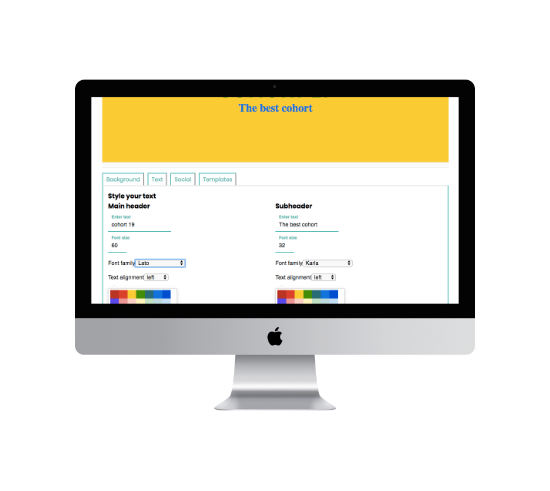 The best cohort
Background Text Social Templates
Style your text
Main header Subheader
Enter text Enter text
cohort 19 The best cohort
Font size Font size
60 32
Font family Lato Font family Karla
Text alignment left Text alignment left